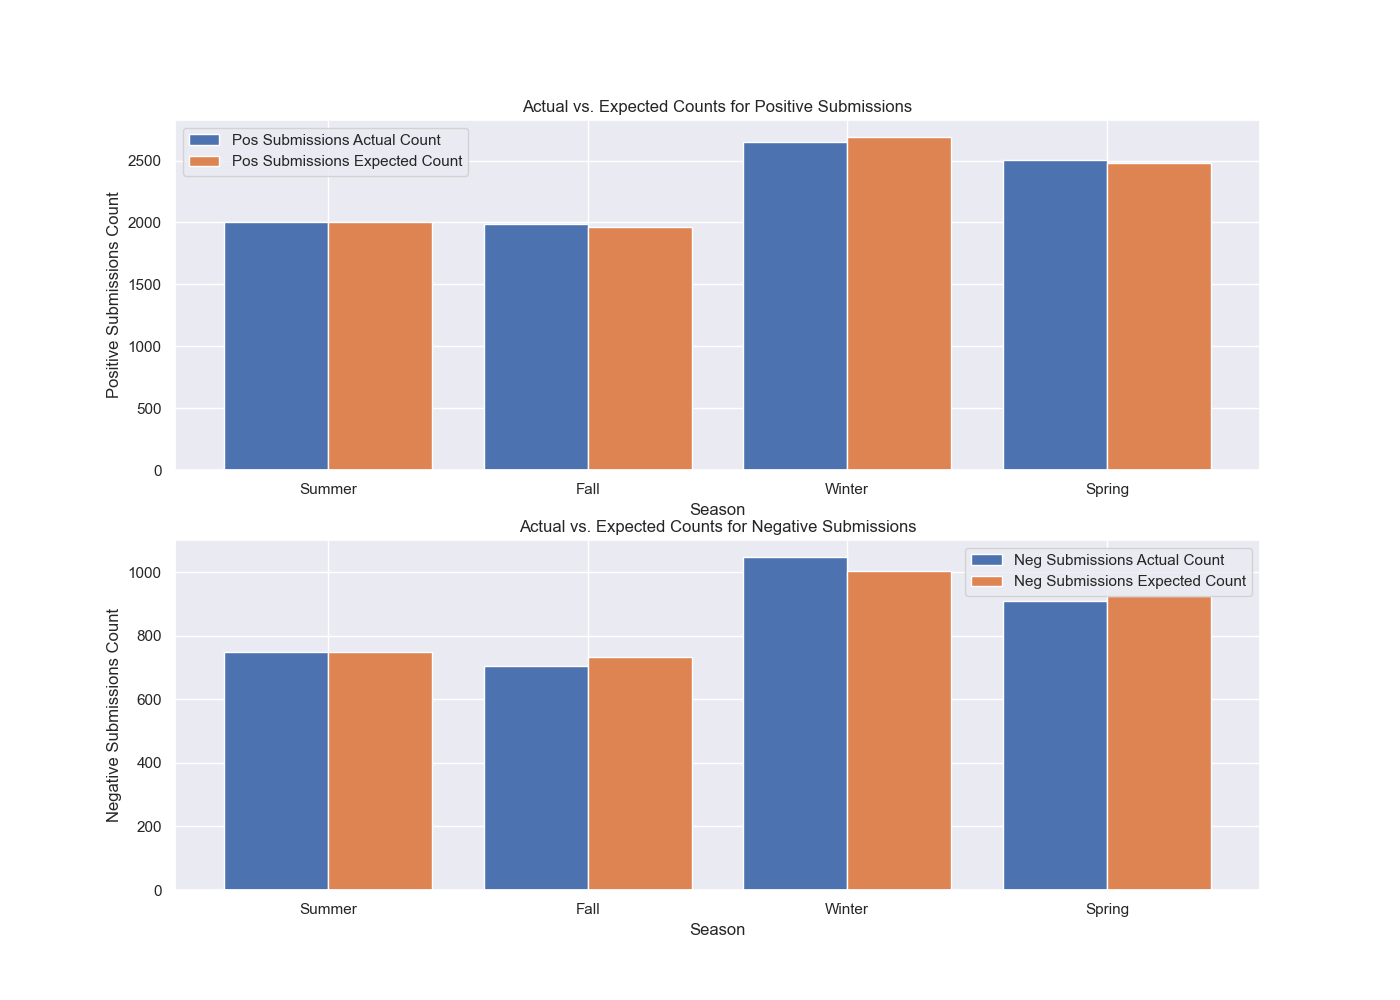 Actual vs. Expected Counts for Positive Submissions
Pos Submissions Actual Count
Pos Submissions Expected Count
Positive Submissions Count
2500
2000
1500
1000
500
0
Summer Fall Winter Spring
Season
Actual vs. Expected Counts for Negative Submissions
Neg Submissions Actual Count
Neg Submissions Expected Count
Negative Submissions Count
1000
800
600
400
200
0
Summer Fall Winter Spring
Season